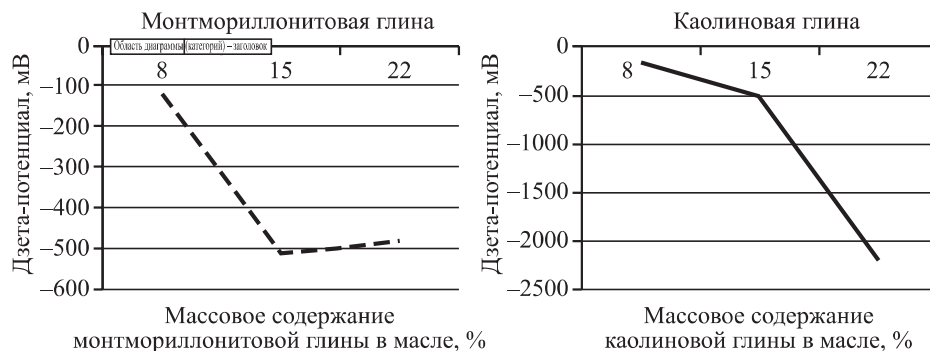 Монтмориллонитовая глина
Область диаграммы (категорий) – заголовок
0
–100
–200
–300
–400
–500
–600
8 15 22
Дзета-потенциал, мВ
Массовое содержание
монтмориллонитовой глины в масле, %
Каолиновая глина
0
–500
–1000
–1500
–2000
–2500
8 15 22
Дзета-потенциал, мВ
Массовое содержание
каолиновой глины в масле, %